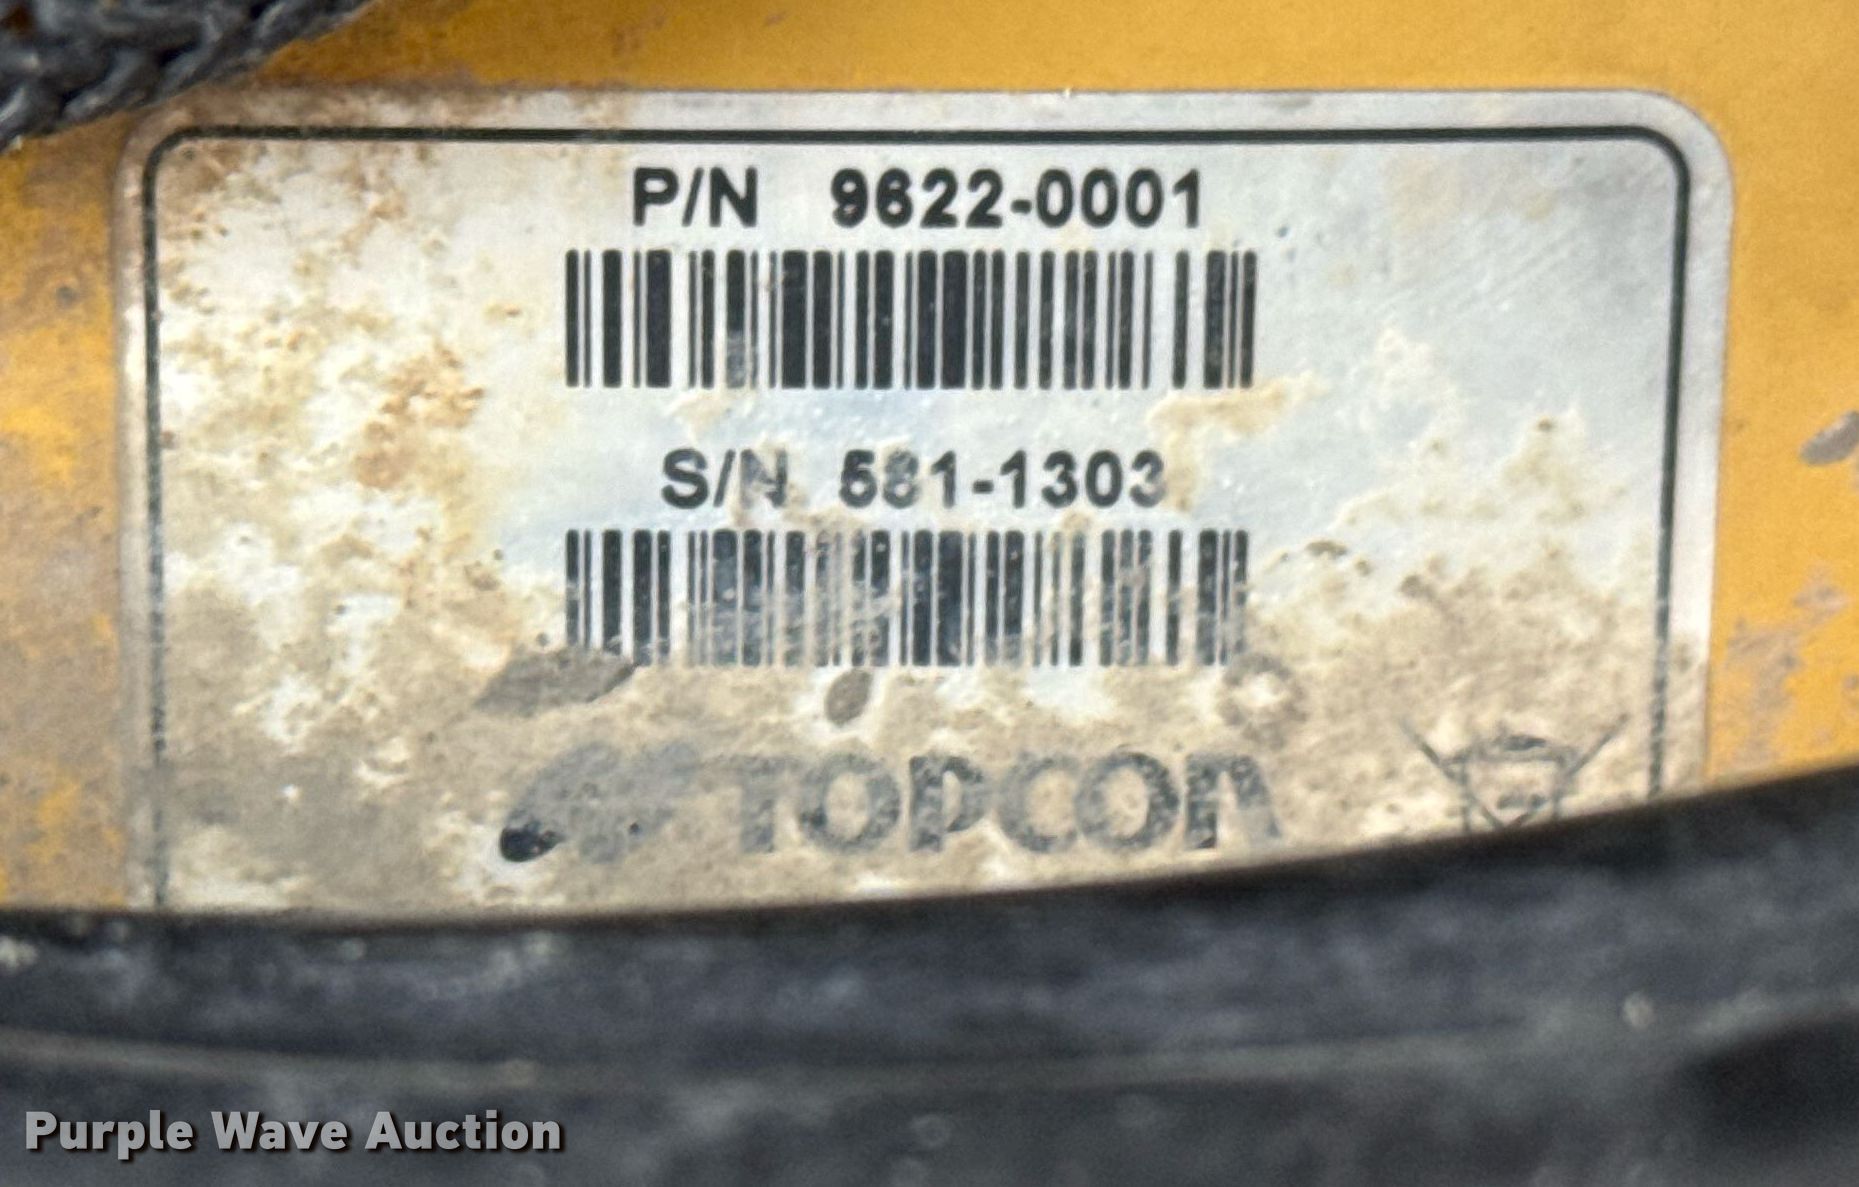 P/N 9622-0001
S/N 581-1303
TOPCON
Purple Wave Auction